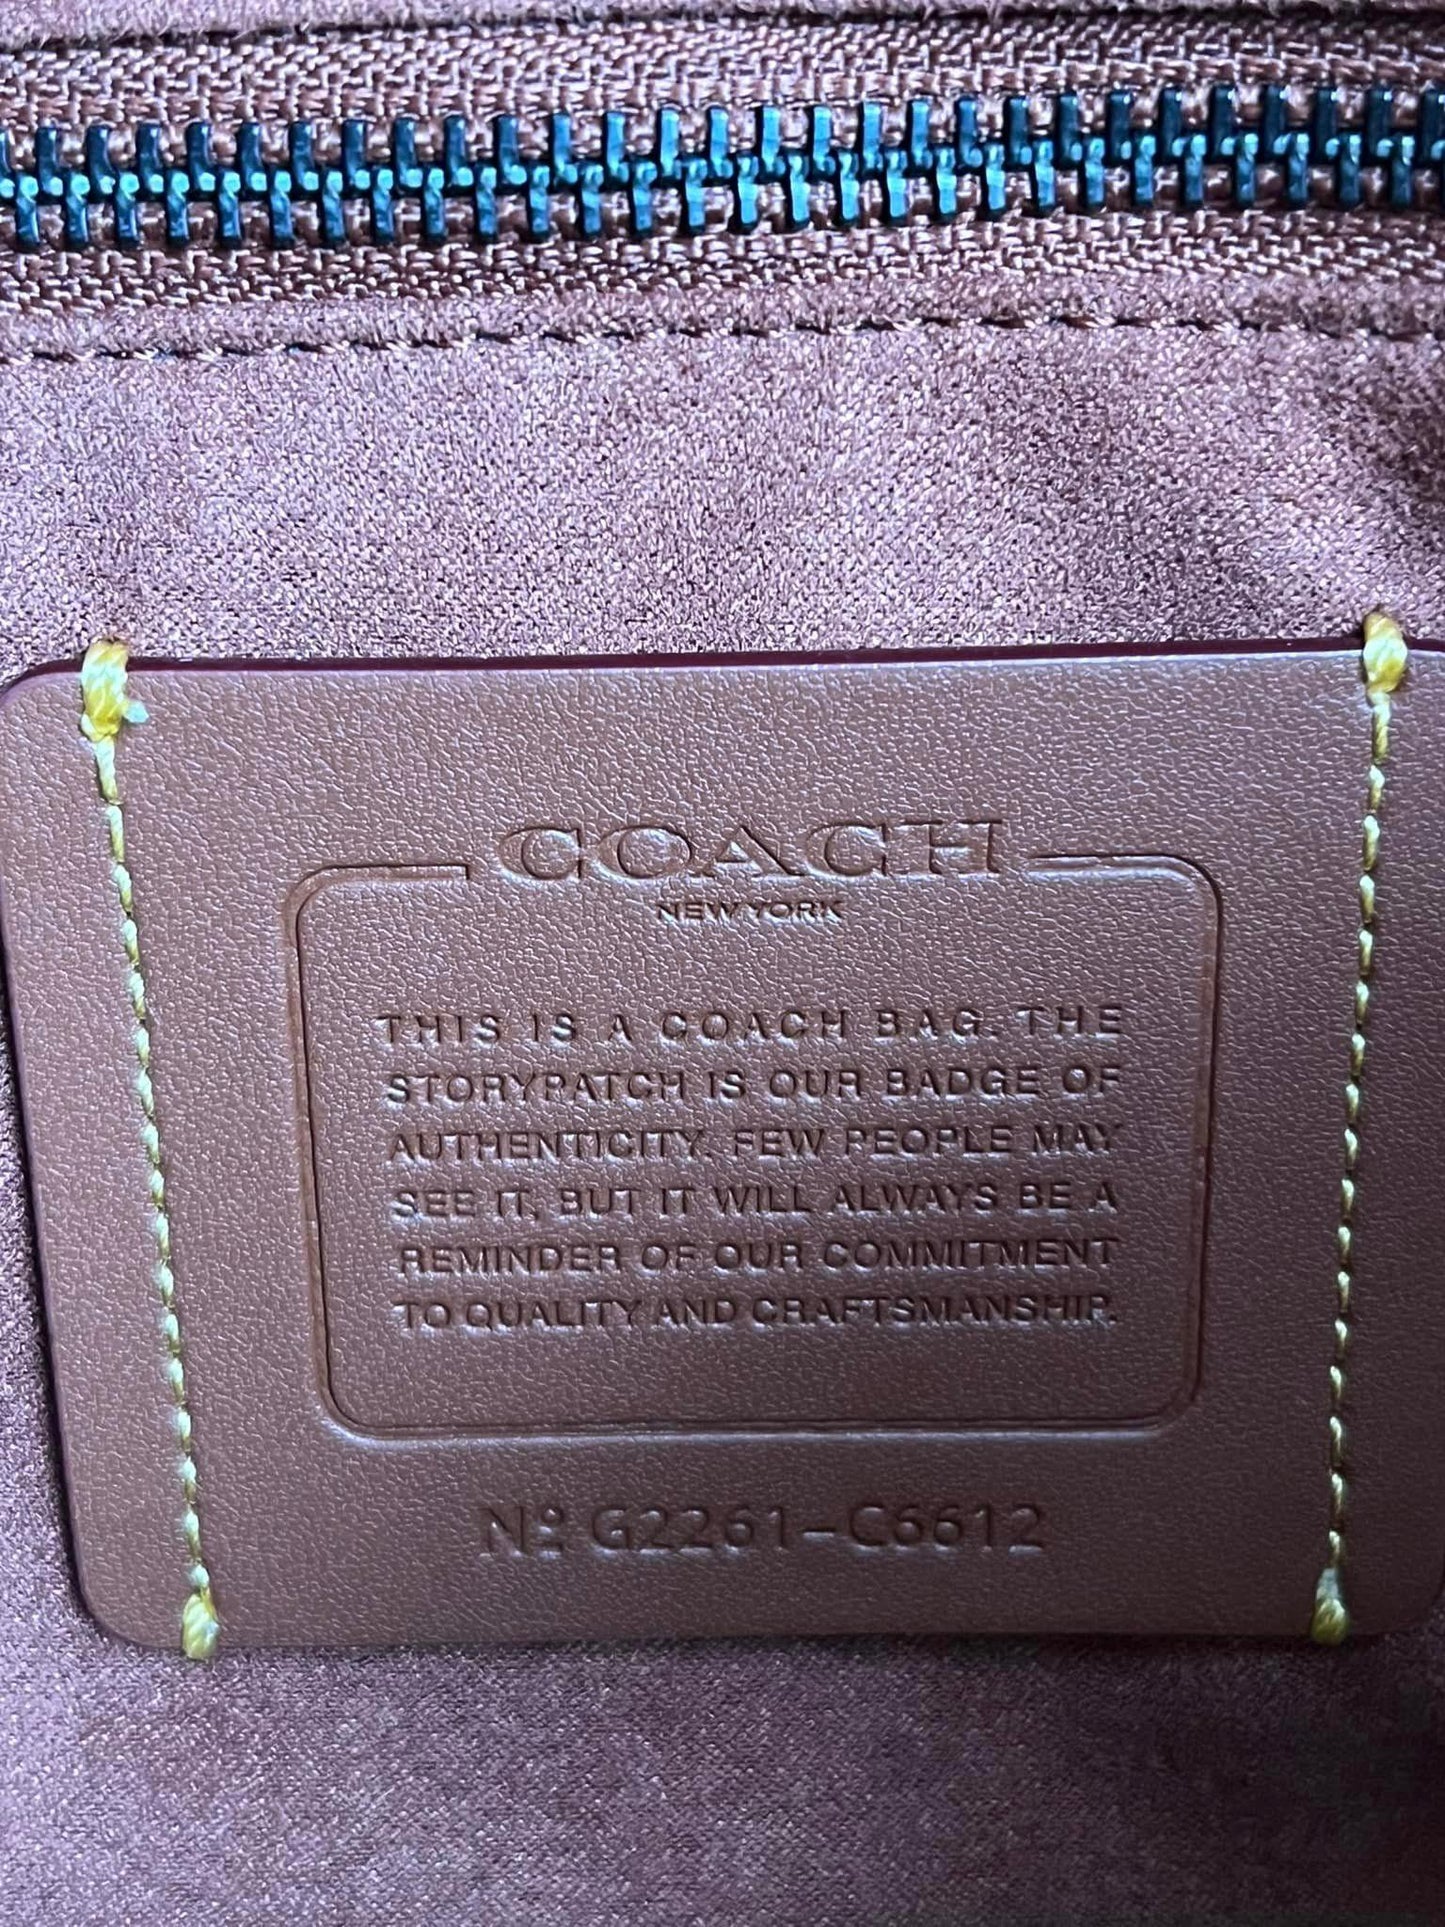 COACH
NEW YORK
THIS IS A COACH BAG. THE
STORYPATCH IS OUR BADGE OF
AUTHENTICITY. FEW PEOPLE MAY
SEE IT, BUT IT WILL ALWAYS BE A
REMINDER OF OUR COMMITMENT
TO QUALITY AND CRAFTSMANSHIP.
Nº G2261-C6612